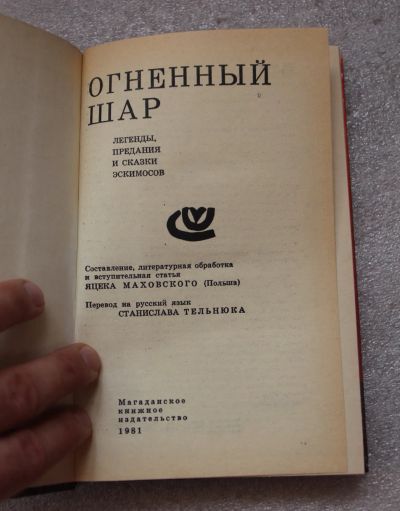 ОГНЕННЫЙ
ШАР
ЛЕГЕНДЫ,
ПРЕДАНИЯ
И СКАЗКИ
ЭСКИМОСОВ
Составление, литературная обработка
и вступительная статья
ЯЦЕКА МАХОВСКОГО (Польша)
Перевод на русский язык
СТАНИСЛАВА ТЕЛЬНЮКА
Магаданское
книжное
издательство
1981